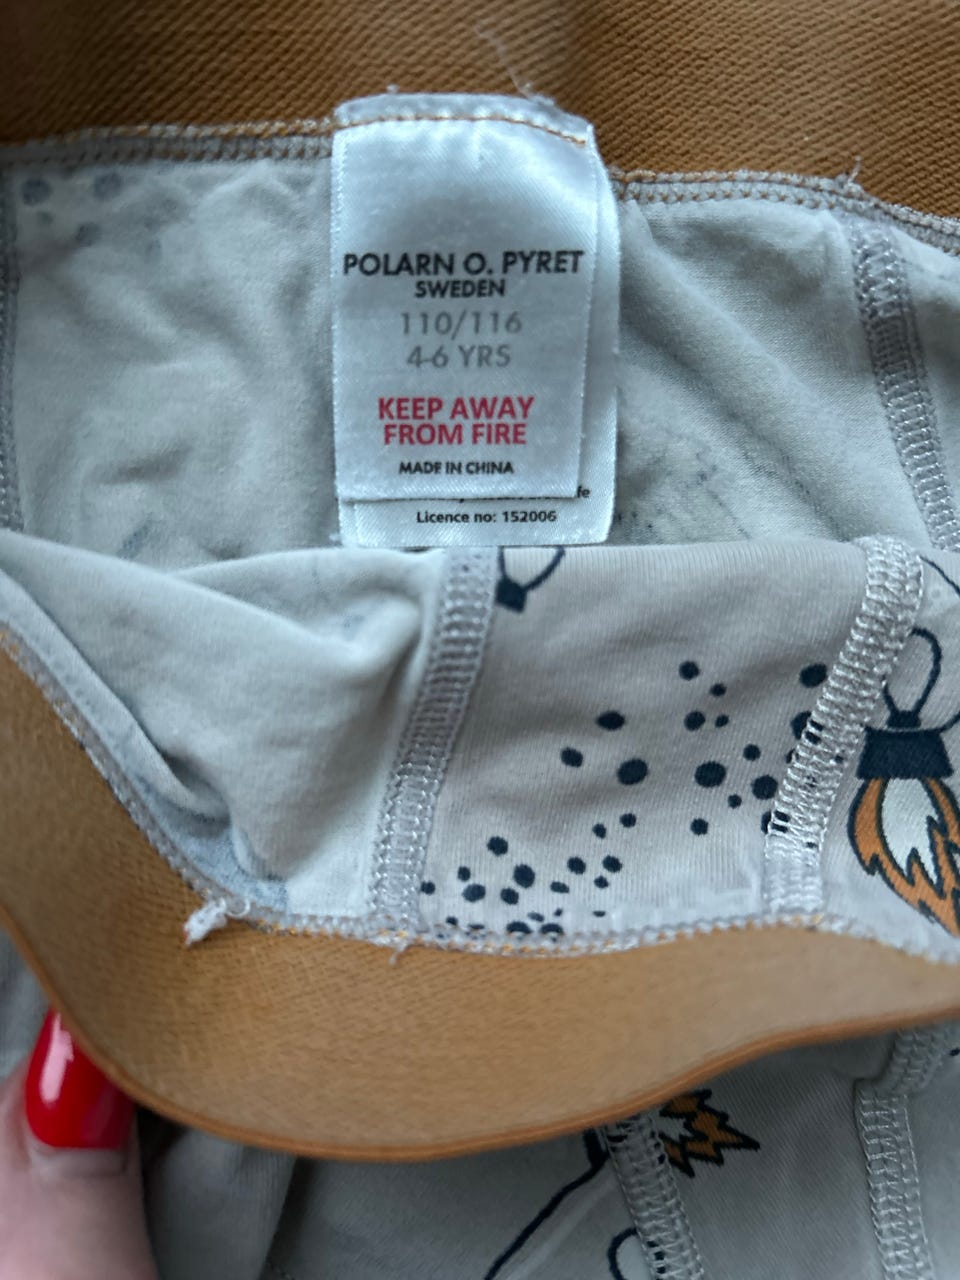 POLARN O. PYRET
SWEDEN
110/116
4-6 YRS
KEEP AWAY
FROM FIRE
MADE IN CHINA
Licence no: 152006